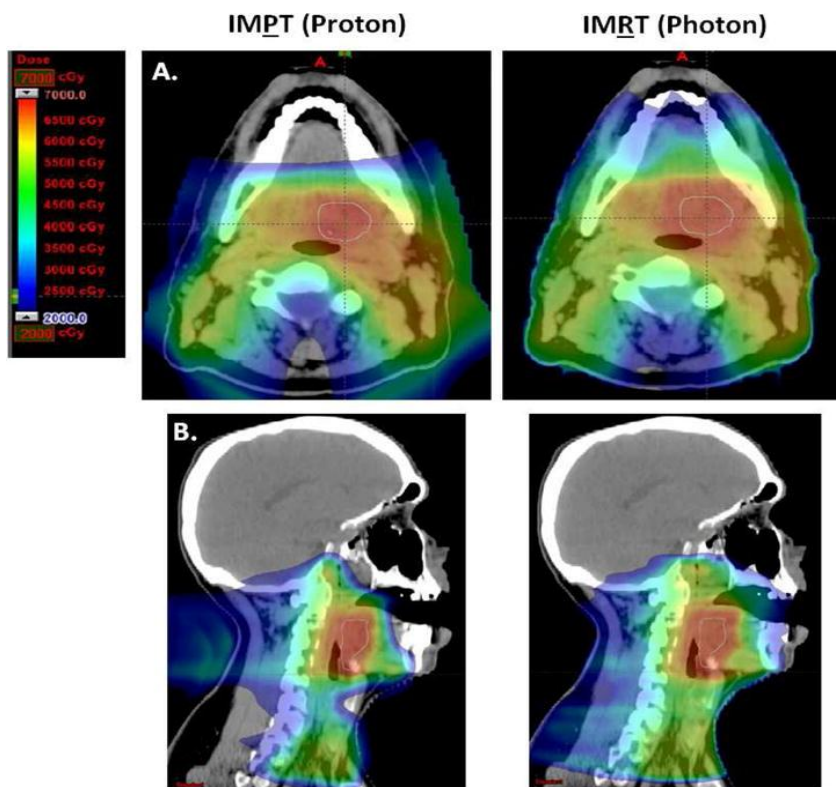 IMPT (Proton)
IMRT (Photon)
Dose
7000 cGy
7000.0
6500 cGy
6000 cGy
5500 cGy
5000 cGy
4500 cGy
4000 cGy
3500 cGy
3000 cGy
2500 cGy
2000.0
2000 cGy
A.
A
A
B.